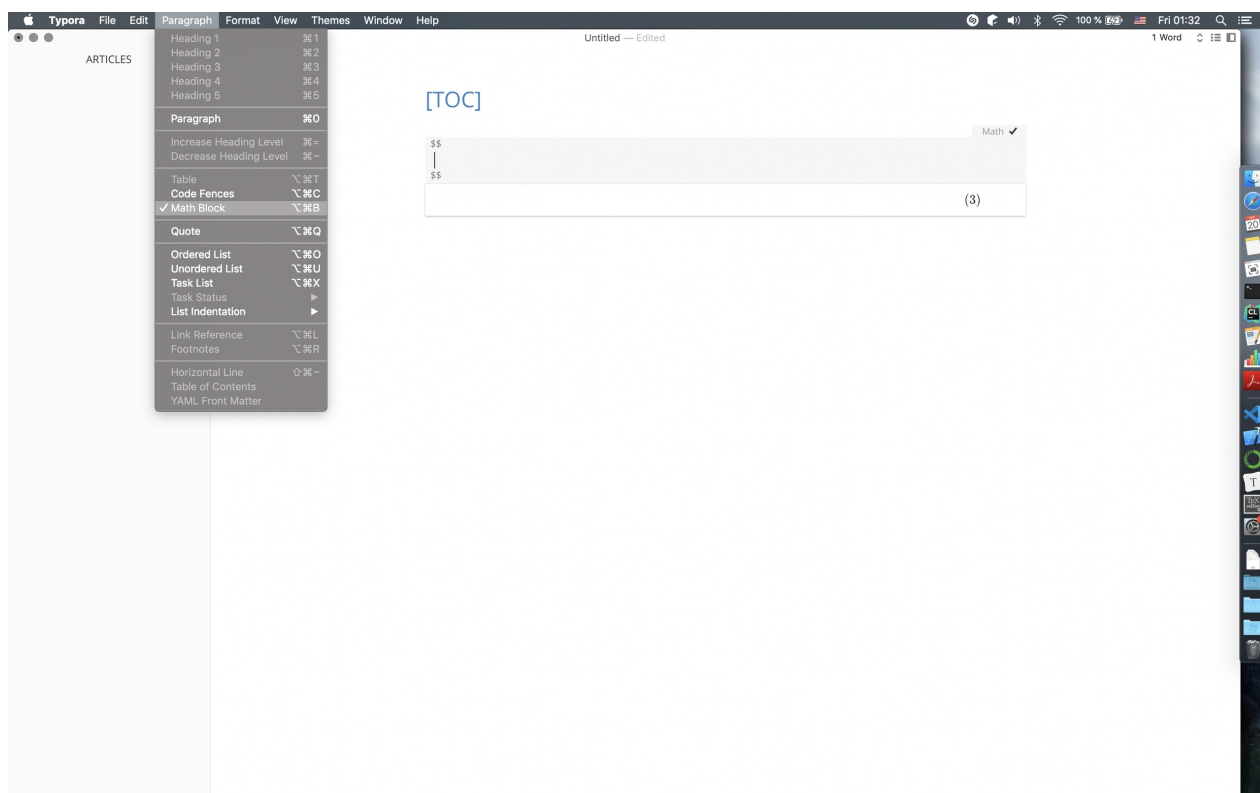 Typora File Edit Paragraph Format View Themes Window Help 100 % Fri 01:32
Untitled — Edited 1 Word
ARTICLES
Heading 1 ⌘1
Heading 2 ⌘2
Heading 3 ⌘3
Heading 4 ⌘4
Heading 5 ⌘5
Paragraph ⌘0
Increase Heading Level ⌘=
Decrease Heading Level ⌘−
Table ⌥⌘T
Code Fences ⌥⌘C
✓ Math Block ⌥⌘B
Quote ⌥⌘Q
Ordered List ⌥⌘O
Unordered List ⌥⌘U
Task List ⌥⌘X
Task Status ▶
List Indentation ▶
Link Reference ⌥⌘L
Footnotes ⌥⌘R
Horizontal Line ⇧⌘−
Table of Contents
YAML Front Matter
[TOC]
Math ✓
$$
$$
(3)
20
CL
T